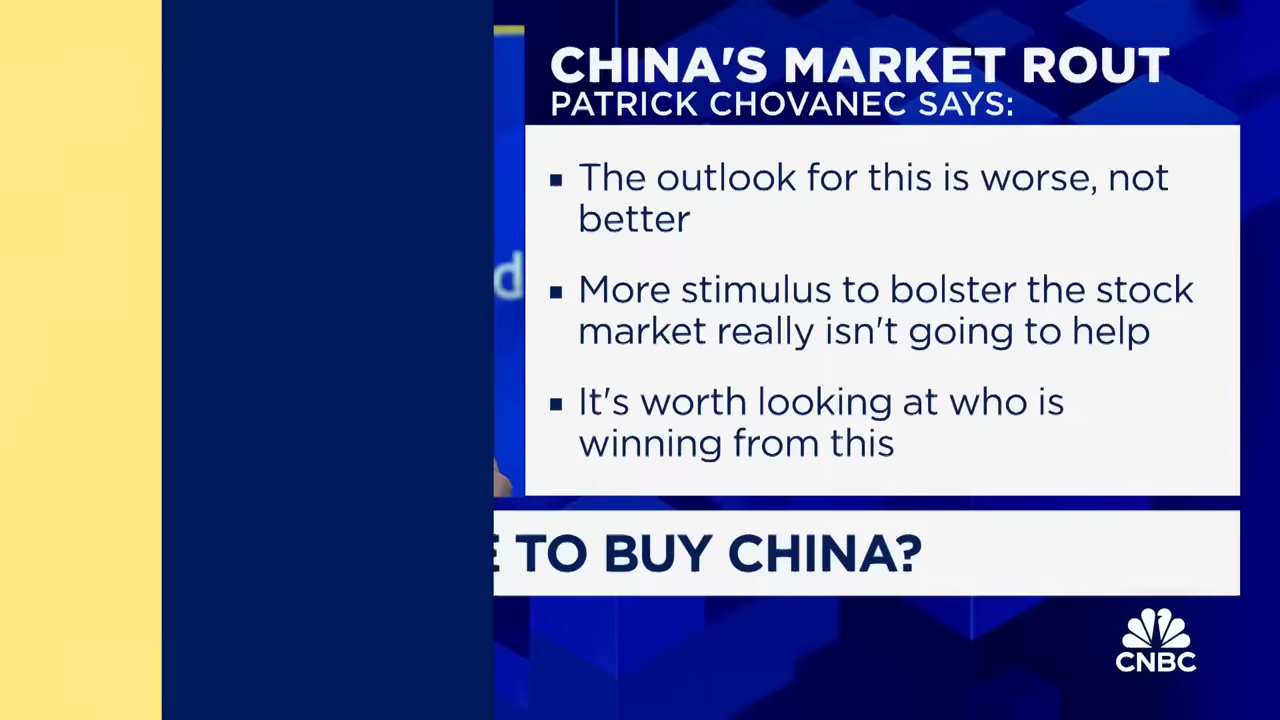 CHINA'S MARKET ROUT
PATRICK CHOVANEC SAYS:
▪ The outlook for this is worse, not
better
▪ More stimulus to bolster the stock
market really isn't going to help
▪ It's worth looking at who is
winning from this
TO BUY CHINA?
CNBC